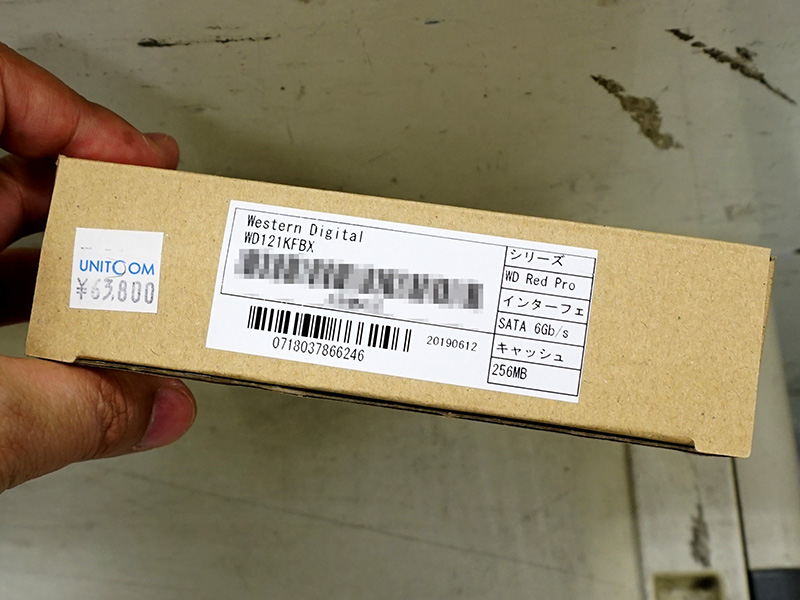 UNITCOM
¥63,800
Western Digital
WD121KFBX
0718037866246
20190612
シリーズ
WD Red Pro
インターフェ
SATA 6Gb/s
キャッシュ
256MB